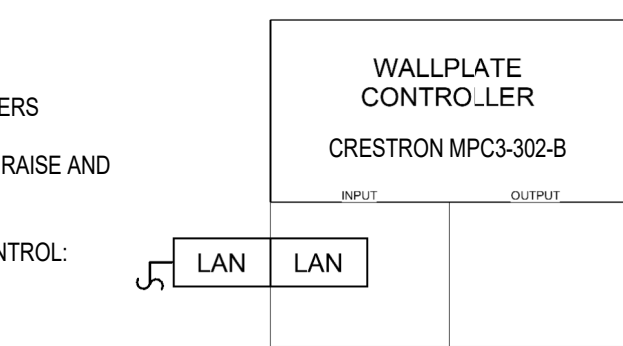 ERS
RAISE AND
NTROL:
WALLPLATE
CONTROLLER
CRESTRON MPC3-302-B
INPUT OUTPUT
LAN LAN